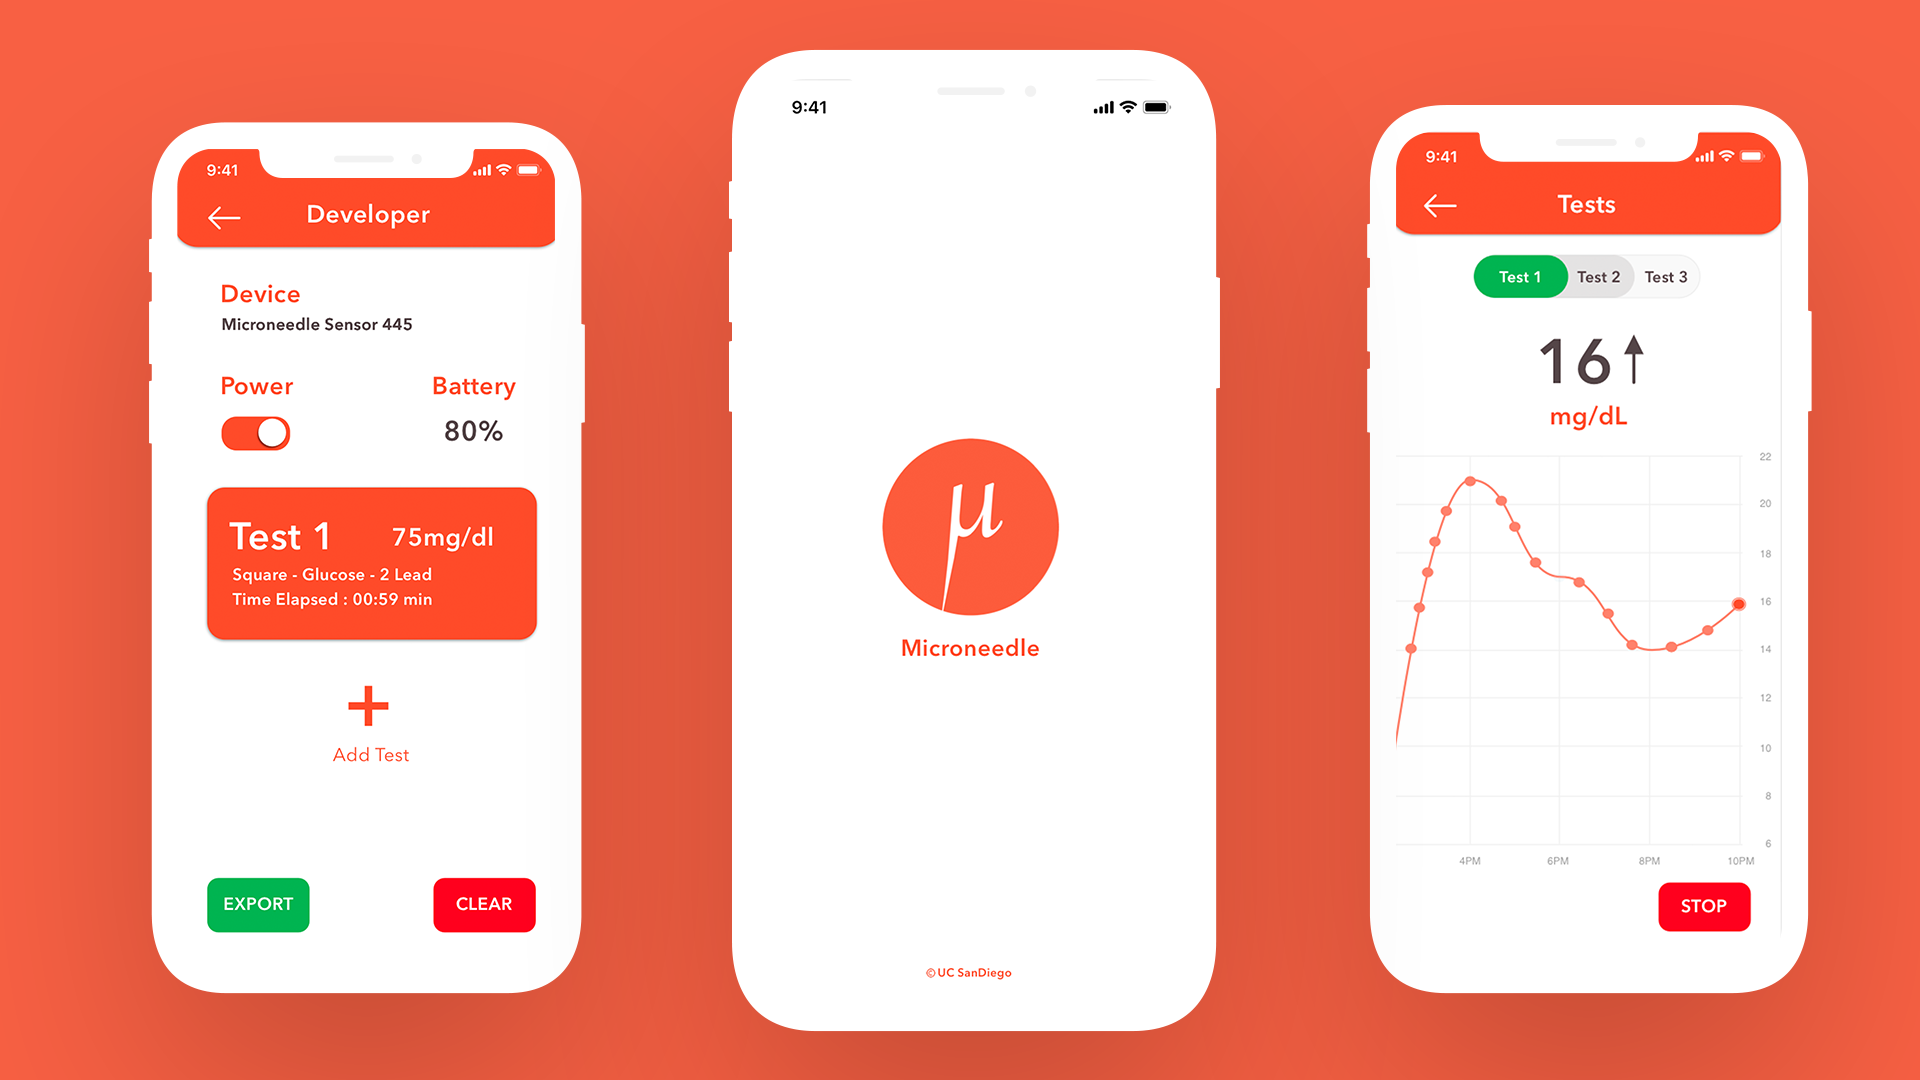 9:41
Developer
Device
Microneedle Sensor 445
Power
Battery
80%
Test 1
75mg/dl
Square - Glucose - 2 Lead
Time Elapsed : 00:59 min
+
Add Test
EXPORT
CLEAR
9:41
μ
Microneedle
© UC SanDiego
9:41
Tests
Test 1
Test 2
Test 3
16
mg/dL
22
20
18
16
14
12
10
8
6
4PM
6PM
8PM
10PM
STOP